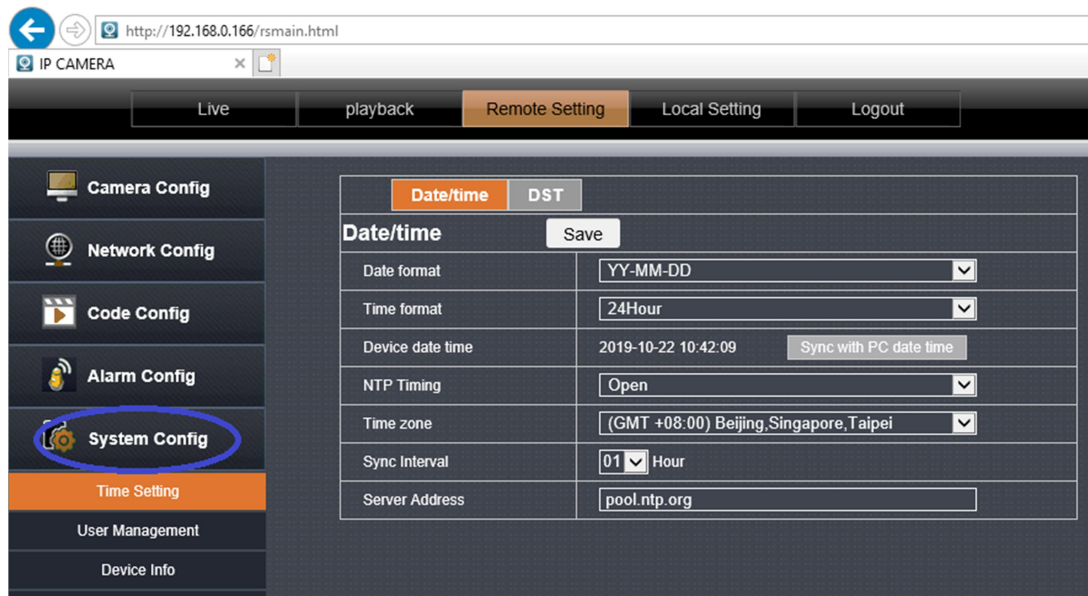 http://192.168.0.166/rsmain.html
IP CAMERA
Live playback Remote Setting Local Setting Logout
Camera Config
Network Config
Code Config
Alarm Config
System Config
Time Setting
User Management
Device Info
Date/time DST
Date/time Save
Date format YY-MM-DD
Time format 24Hour
Device date time 2019-10-22 10:42:09 Sync with PC date time
NTP Timing Open
Time zone (GMT +08:00) Beijing,Singapore,Taipei
Sync Interval 01 Hour
Server Address pool.ntp.org